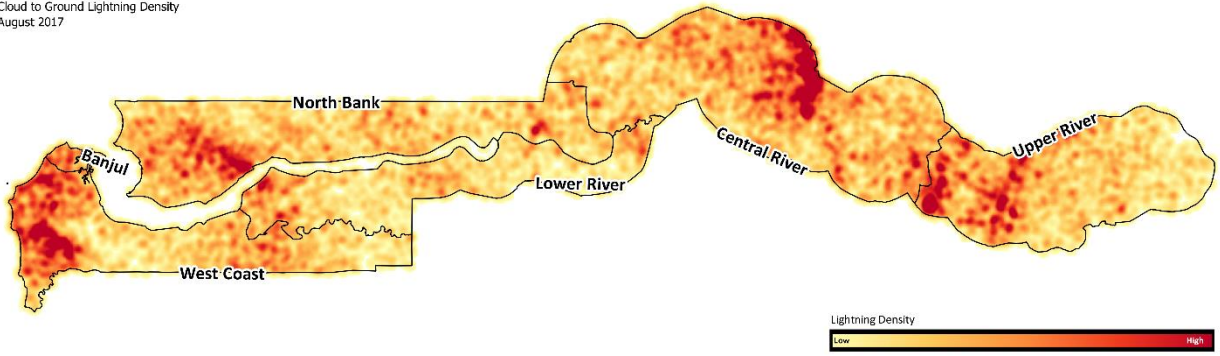 Cloud to Ground Lightning Density
August 2017
North Bank
Banjul
Central River
Upper River
Lower River
West Coast
Lightning Density
Low High